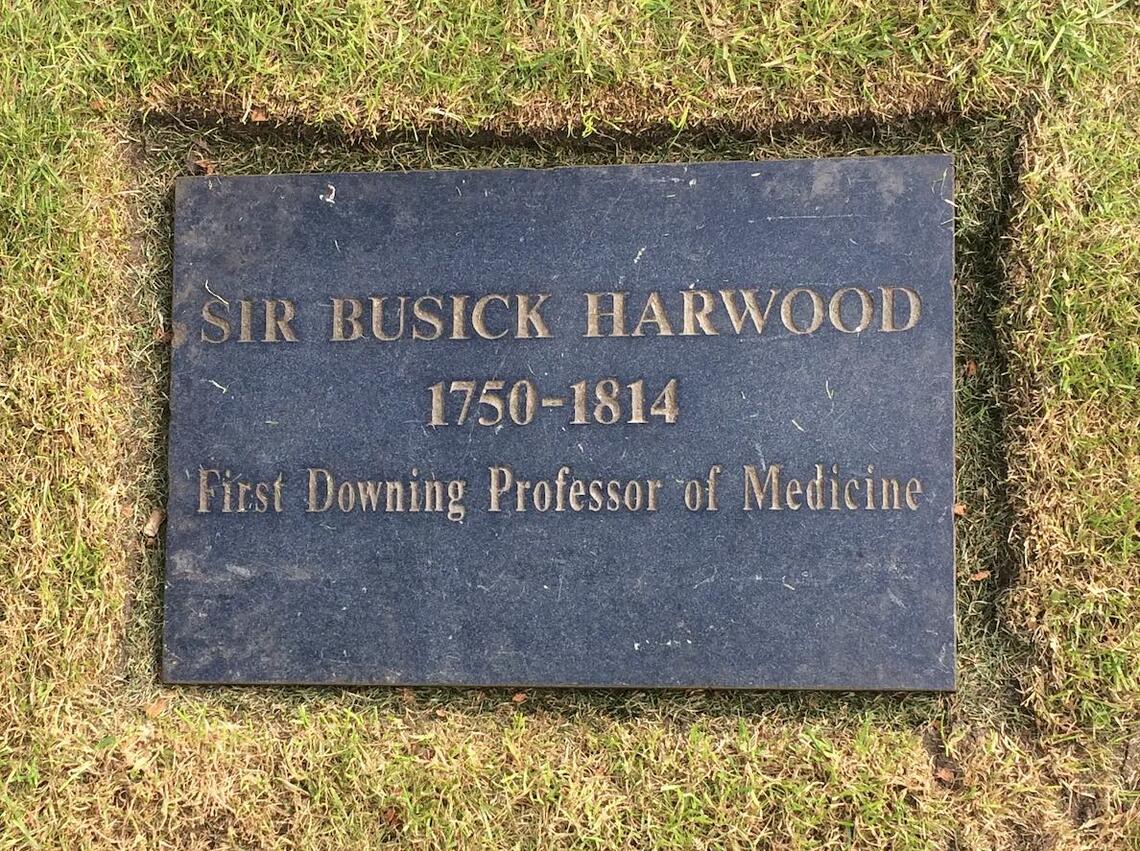 SIR BUSICK HARWOOD
1750-1814
First Downing Professor of Medicine